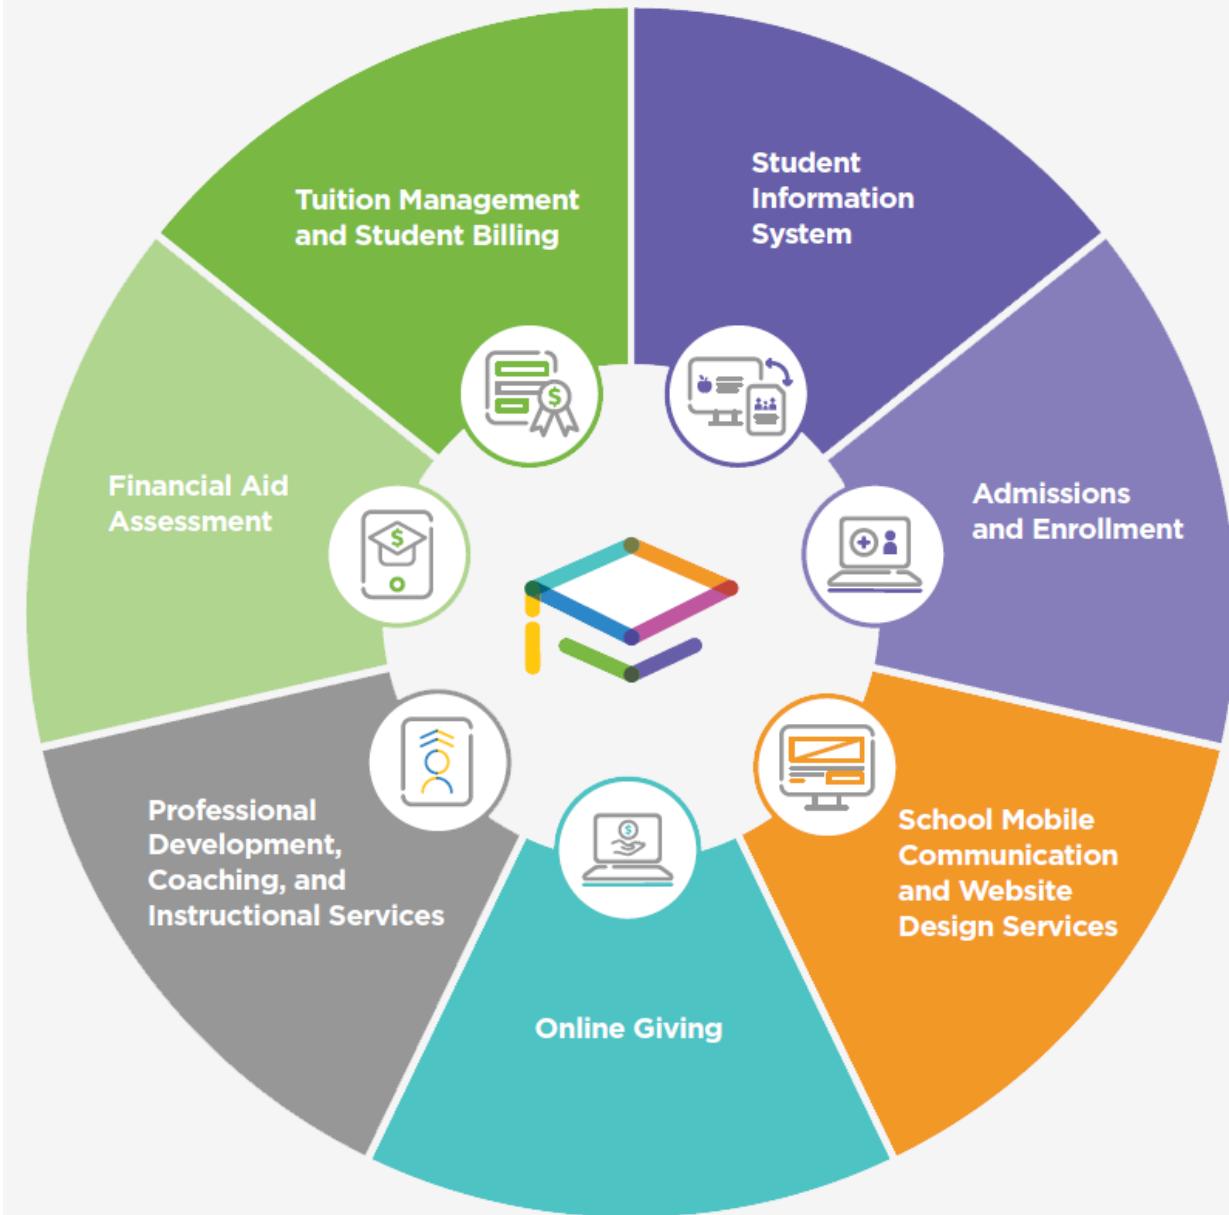 Student
Information
System
Admissions
and Enrollment
School Mobile
Communication
and Website
Design Services
Online Giving
Professional
Development,
Coaching, and
Instructional Services
Financial Aid
Assessment
Tuition Management
and Student Billing
$
$
$